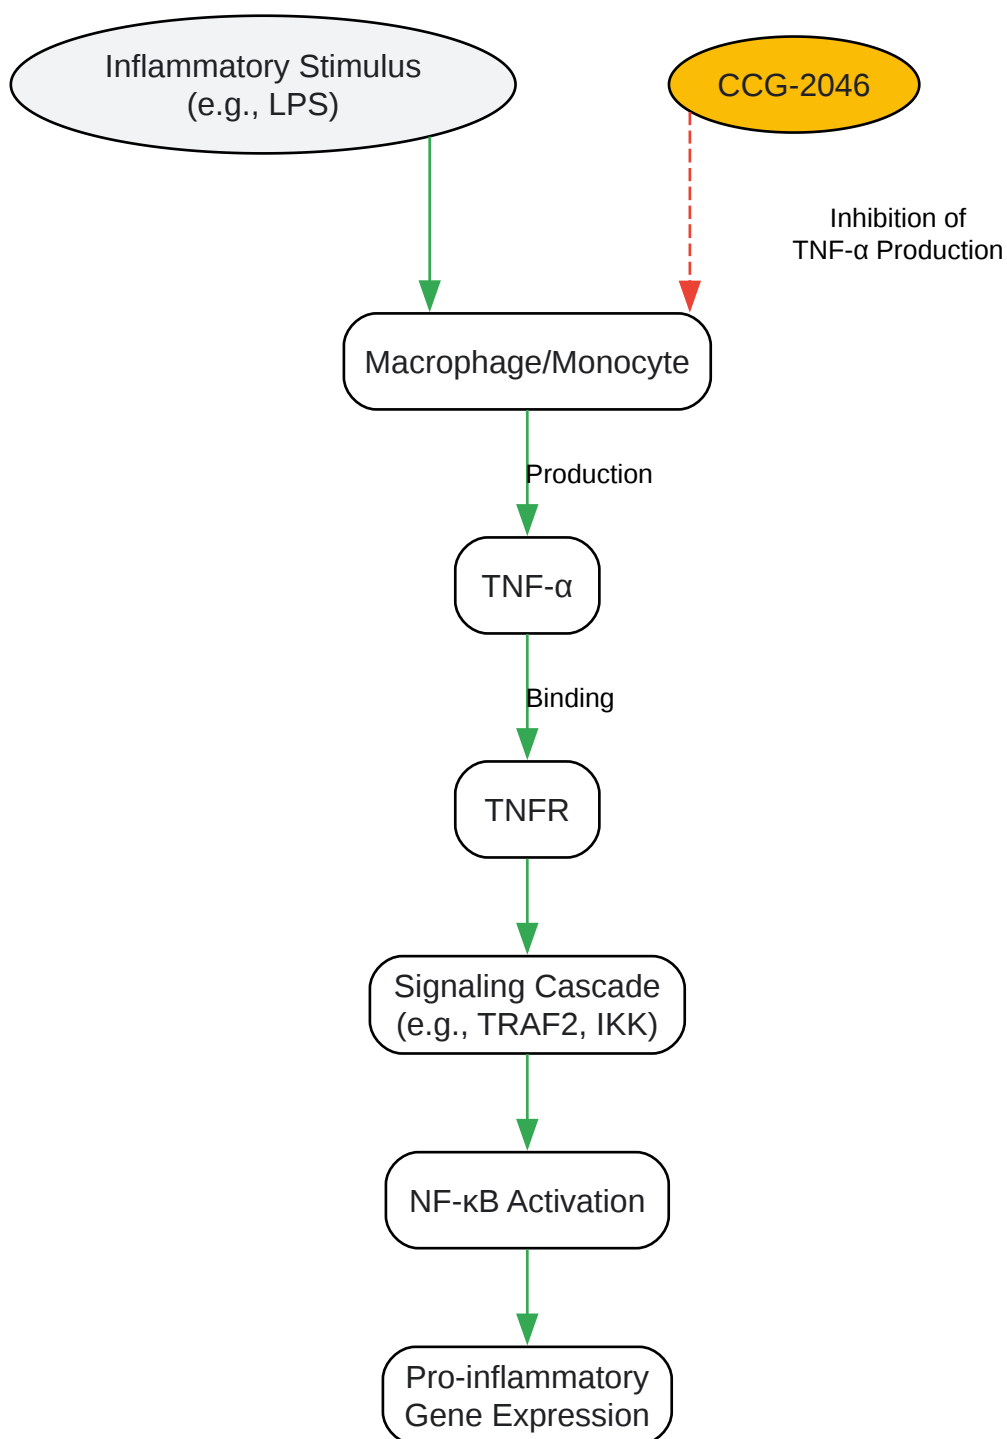 Inflammatory Stimulus
(e.g., LPS)
CCG-2046
Inhibition of
TNF-α Production
Macrophage/Monocyte
Production
TNF-α
Binding
TNFR
Signaling Cascade
(e.g., TRAF2, IKK)
NF-κB Activation
Pro-inflammatory
Gene Expression